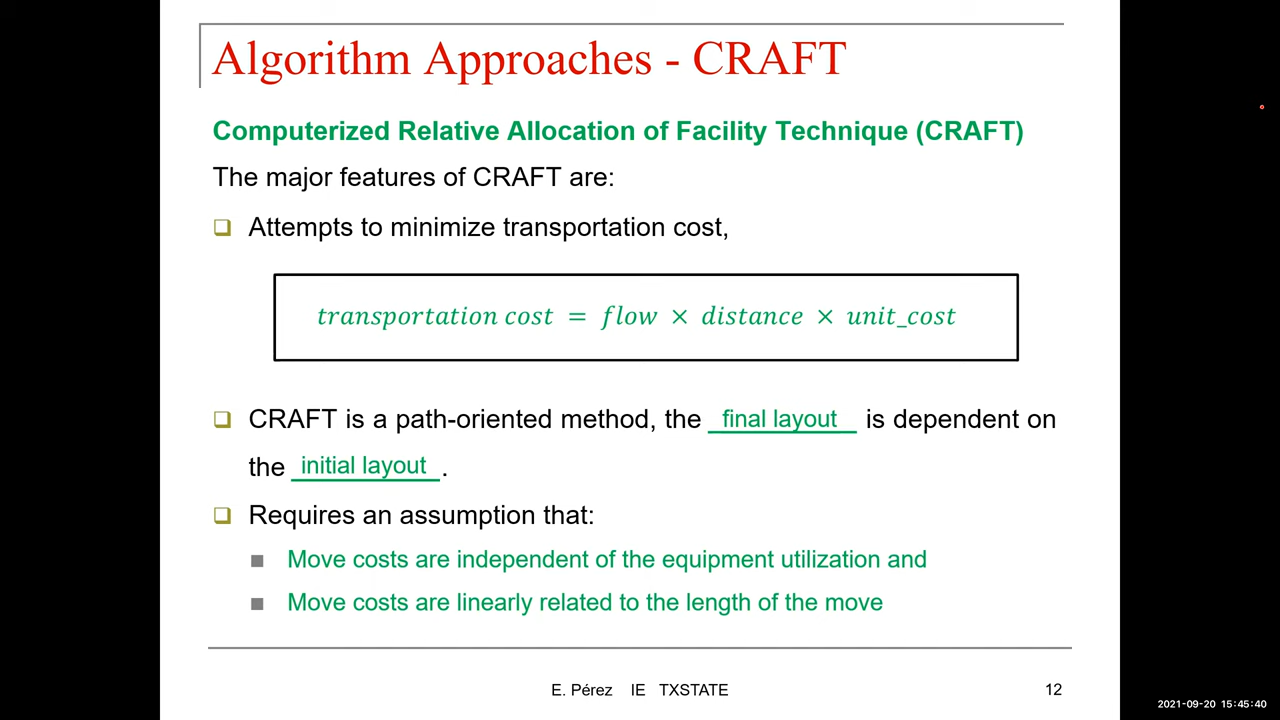 Algorithm Approaches - CRAFT
Computerized Relative Allocation of Facility Technique (CRAFT)
The major features of CRAFT are:
❑ Attempts to minimize transportation cost,
transportation cost = flow × distance × unit_cost
❑ CRAFT is a path-oriented method, the final layout is dependent on
the initial layout.
❑ Requires an assumption that:
■ Move costs are independent of the equipment utilization and
■ Move costs are linearly related to the length of the move
E. Pérez IE TXSTATE
12
2021-09-20 15:45:40